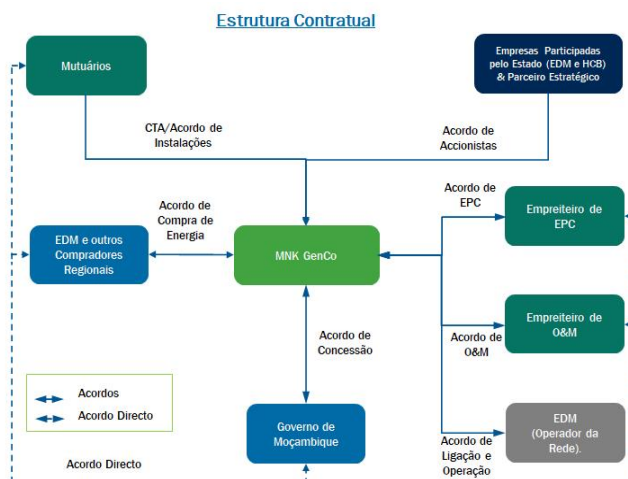 Estrutura Contratual
Mutuários
Empresas Participadas
pelo Estado (EDM e HCB)
& Parceiro Estratégico
CTA/Acordo de
Instalações
Acordo de
Accionistas
Acordo de
Compra de
Energia
Acordo de
EPC
EDM e outros
Compradores
Regionais
MNK GenCo
Empreiteiro de
EPC
Acordo de
Concessão
Acordo de
O&M
Empreiteiro de
O&M
Acordos
Acordo Directo
Governo de
Moçambique
EDM
(Operador da
Rede).
Acordo Directo
Acordo de
Ligação e
Operação